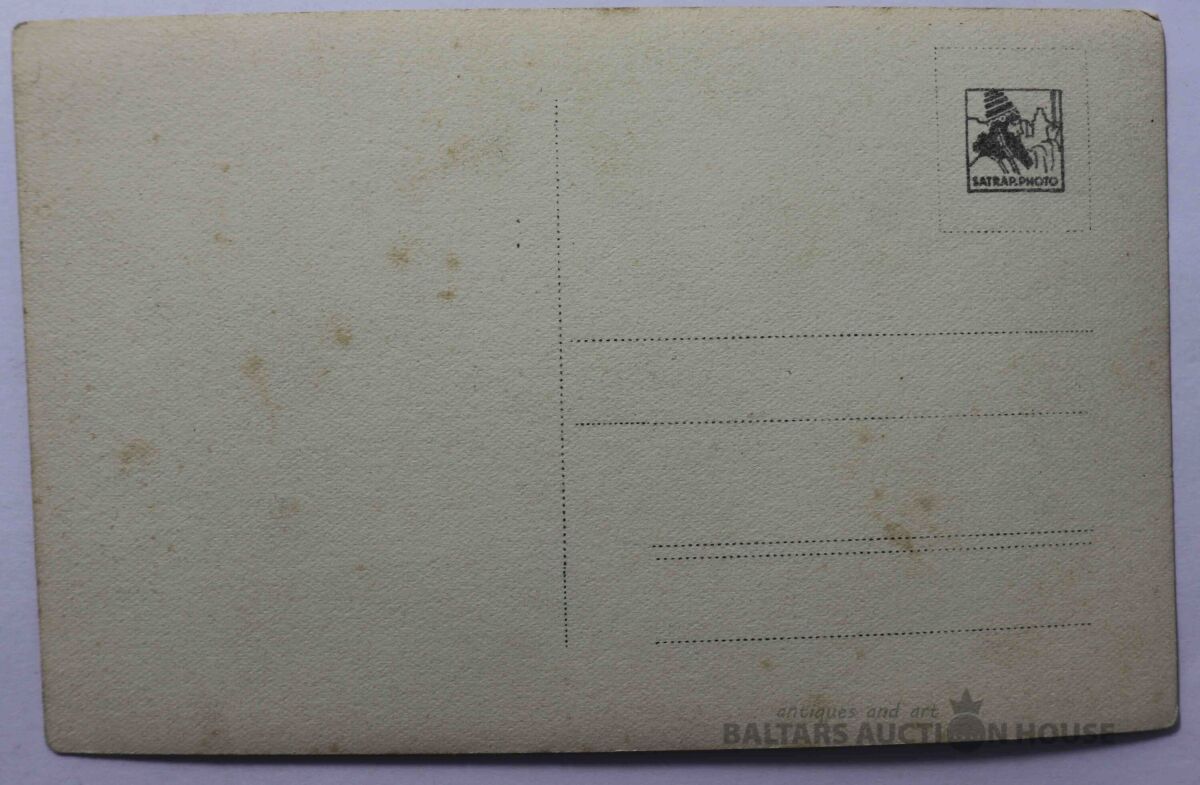 SATRAP.PHOTO
antiques and art
BALTARS AUCTION HOUSE